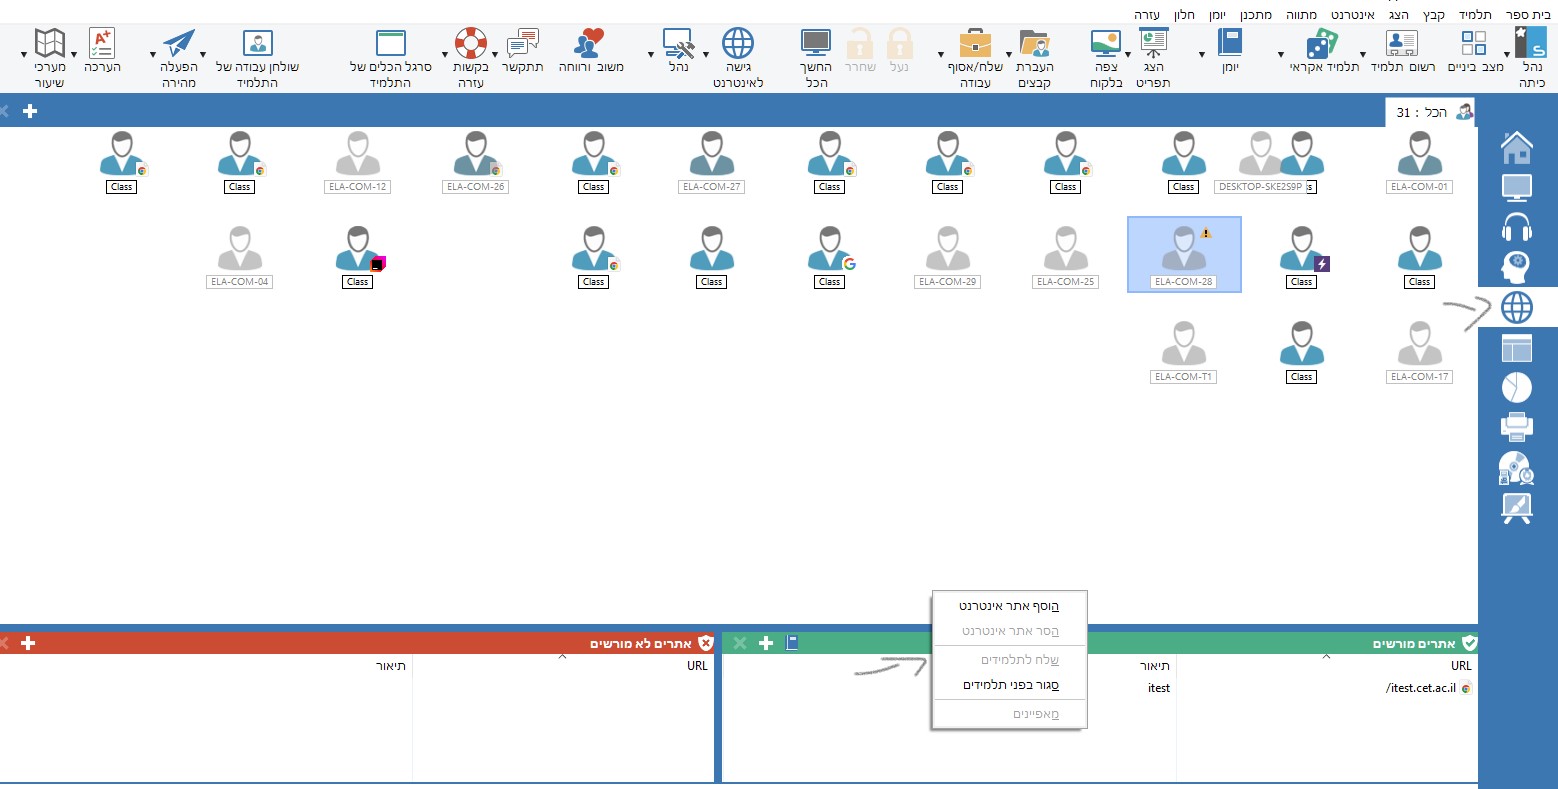 בית ספר תלמיד קבץ הצג אינטרנט מתווה מתכנן יומן חלון עזרה
נהל כיתה
מצב ביניים
רשום תלמיד
תלמיד אקראי
יומן
הצג תפריט
צפה בלקוח
העברת קבצים
שלח/אסוף עבודה
נעל
שחרר
החשך הכל
גישה לאינטרנט
נהל
משוב ורווחה
תתקשר
בקשות עזרה
סרגל הכלים של התלמיד
שולחן עבודה של התלמיד
הפעלה מהירה
הערכה
מערכי שיעור
הכל : 31
ELA-COM-01
DESKTOP-SKE2S9P
Class
Class
Class
Class
ELA-COM-27
Class
ELA-COM-26
ELA-COM-12
Class
Class
Class
Class
ELA-COM-28
ELA-COM-25
ELA-COM-29
Class
Class
Class
Class
ELA-COM-04
ELA-COM-17
Class
ELA-COM-T1
הוסף אתר אינטרנט
הסר אתר אינטרנט
שלח לתלמידים
סגור בפני תלמידים
מאפיינים
אתרים מורשים
URL תיאור
itest.cet.ac.il/ itest
אתרים לא מורשים
URL תיאור